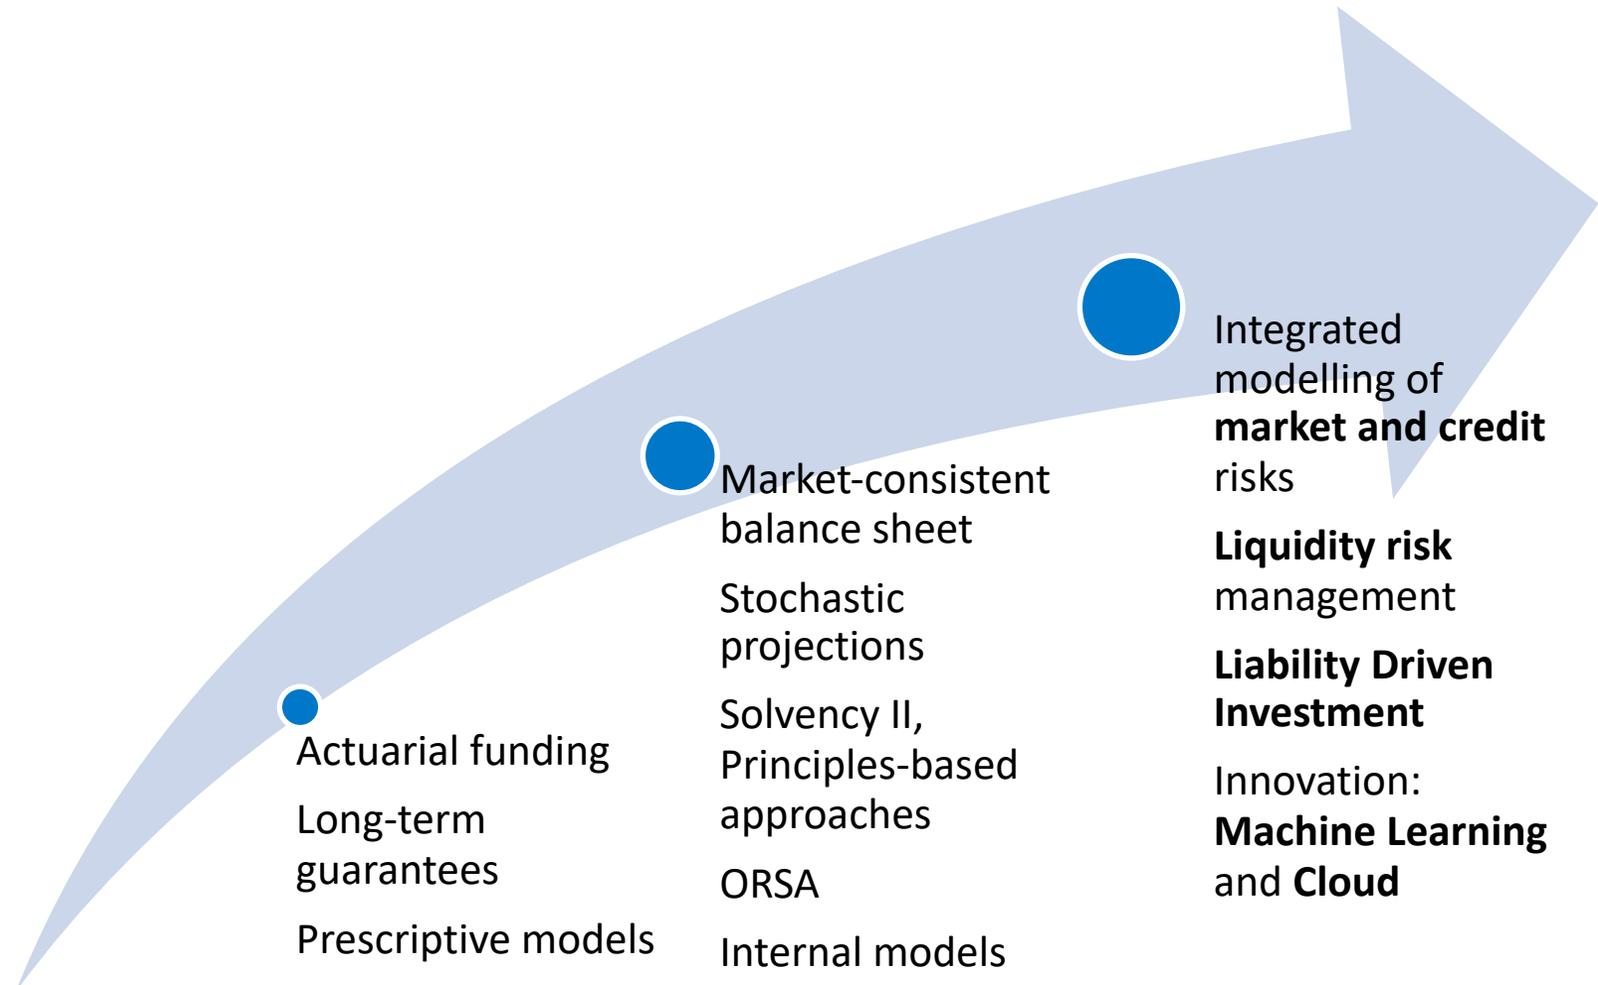 Actuarial funding
Long-term
guarantees
Prescriptive models
Market-consistent
balance sheet
Stochastic
projections
Solvency II,
Principles-based
approaches
ORSA
Internal models
Integrated
modelling of
market and credit
risks
Liquidity risk
management
Liability Driven
Investment
Innovation:
Machine Learning
and Cloud